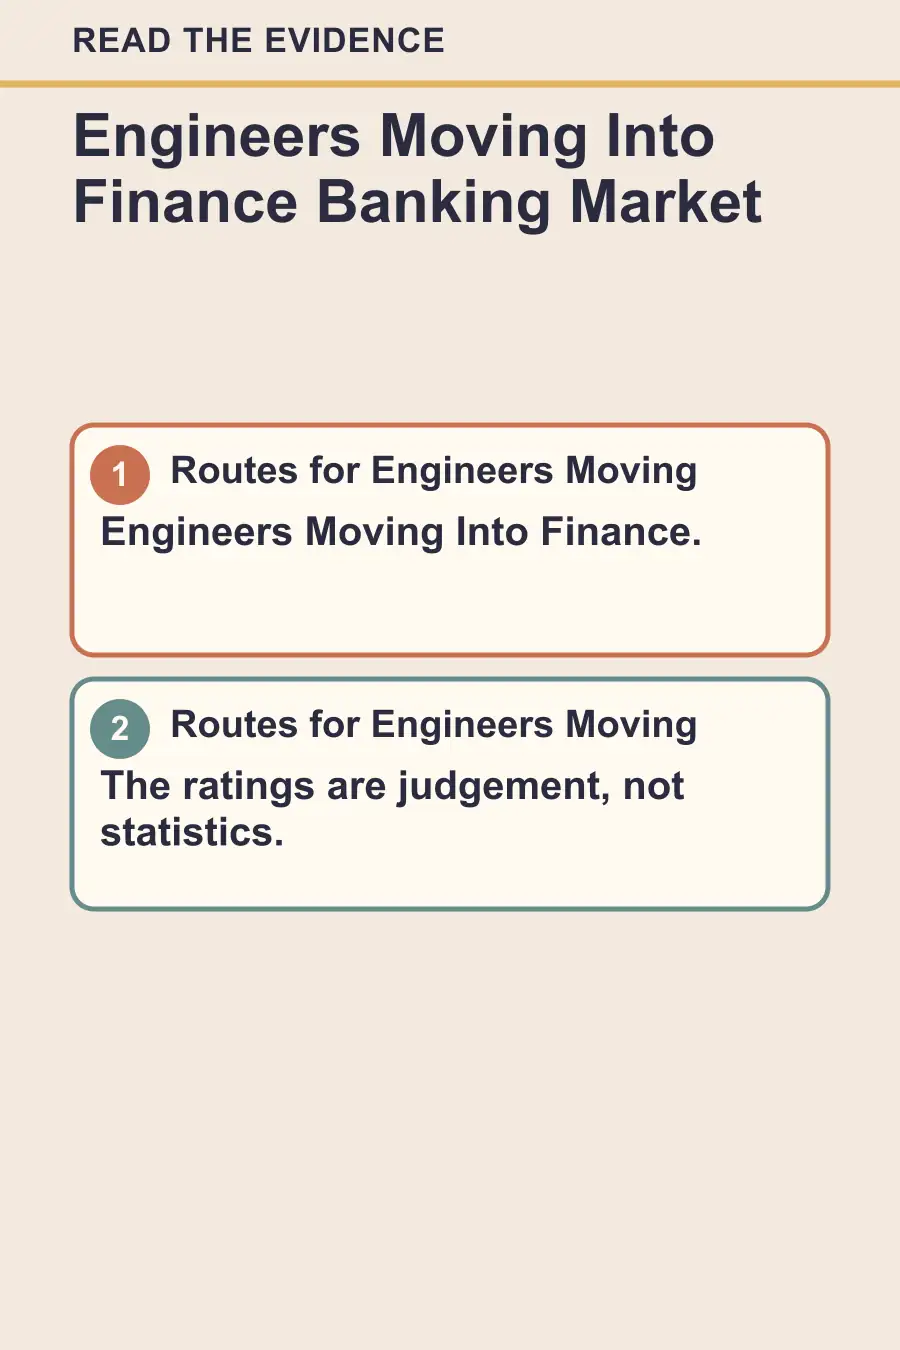 READ THE EVIDENCE
Engineers Moving Into
Finance Banking Market
1 Routes for Engineers Moving
Engineers Moving Into Finance.
2 Routes for Engineers Moving
The ratings are judgement, not
statistics.